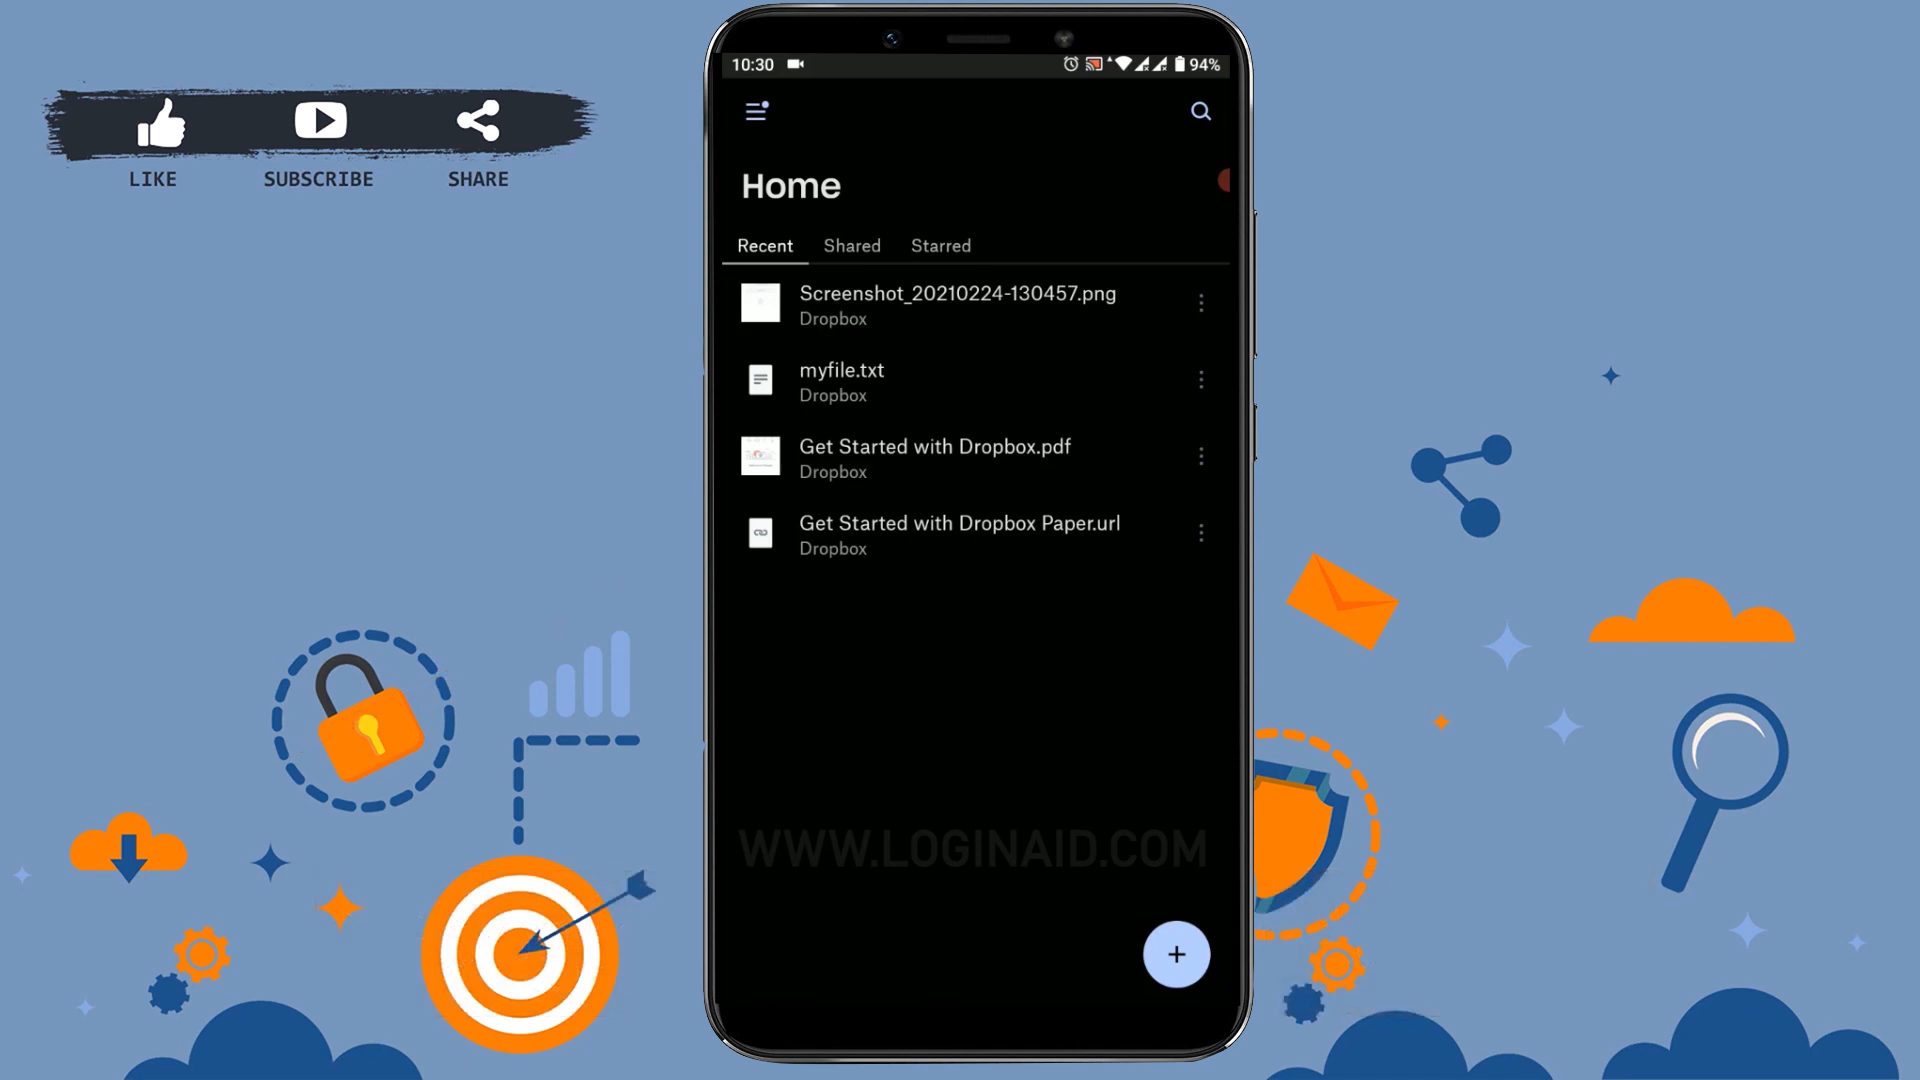 LIKE
SUBSCRIBE
SHARE
10:30
94%
Home
Recent
Shared
Starred
Screenshot_20210224-130457.png
Dropbox
myfile.txt
Dropbox
Get Started with Dropbox.pdf
Dropbox
Get Started with Dropbox Paper.url
Dropbox
WWW.LOGINAID.COM